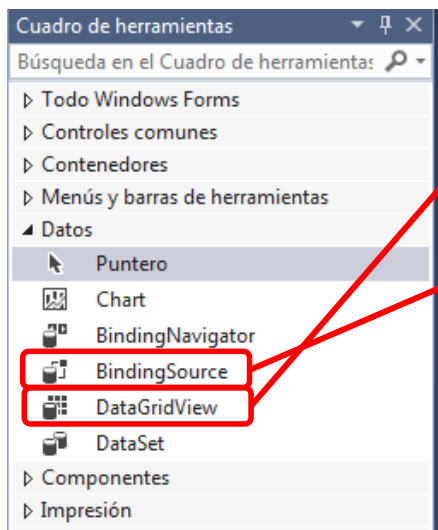 Cuadro de herramientas
Búsqueda en el Cuadro de herramientas
Todo Windows Forms
Controles comunes
Contenedores
Menús y barras de herramientas
Datos
Puntero
Chart
BindingNavigator
BindingSource
DataGridView
DataSet
Componentes
Impresión